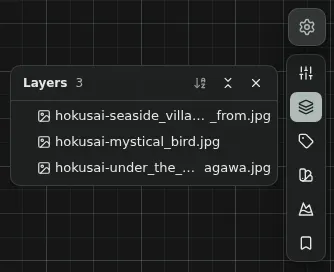 Layers 3
hokusai-seaside_villa… _from.jpg
hokusai-mystical_bird.jpg
hokusai-under_the_… agawa.jpg